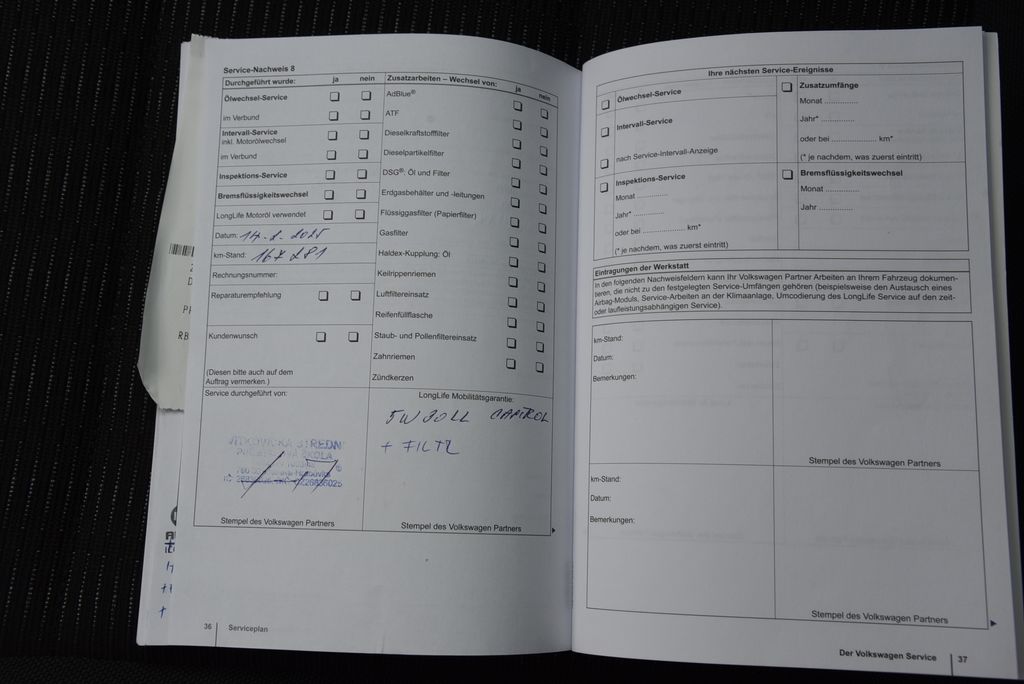 Service-Nachweis 8
Durchgeführt wurde: ja nein
Ölwechsel-Service
im Verbund
Intervall-Service
inkl. Motorölwechsel
im Verbund
Inspektions-Service
Bremsflüssigkeitswechsel
LongLife Motoröl verwendet
Datum: 14.2.2025
km-Stand: 167 281
Rechnungsnummer:
Reparaturempfehlung
Kundenwunsch
(Diesen bitte auch auf dem
Auftrag vermerken.)
Service durchgeführt von:
STREDNÍ
ŠKOLA
Stempel des Volkswagen Partners
Zusatzarbeiten – Wechsel von: ja nein
AdBlue®
ATF
Dieselkraftstofffilter
Dieselpartikelfilter
DSG®: Öl und Filter
Erdgasbehälter und -leitungen
Flüssiggasfilter (Papierfilter)
Gasfilter
Haldex-Kupplung: Öl
Keilrippenriemen
Luftfiltereinsatz
Reifenfüllflasche
Staub- und Pollenfiltereinsatz
Zahnriemen
Zündkerzen
LongLife Mobilitätsgarantie:
5W30LL CAPITROL
+ FILTR
Stempel des Volkswagen Partners
36 Serviceplan
Ihre nächsten Service-Ereignisse
Ölwechsel-Service
Intervall-Service
nach Service-Intervall-Anzeige
Inspektions-Service
Monat ..............
Jahr* ..............
oder bei .................... km*
(* je nachdem, was zuerst eintritt)
Zusatzumfänge
Monat ..............
Jahr* ..............
oder bei .................... km*
(* je nachdem, was zuerst eintritt)
Bremsflüssigkeitswechsel
Monat ..............
Jahr ..............
Eintragungen der Werkstatt
In den folgenden Nachweisfeldern kann Ihr Volkswagen Partner Arbeiten an Ihrem Fahrzeug dokumen-
tieren, die nicht zu den festgelegten Service-Umfängen gehören (beispielsweise den Austausch eines
Airbag-Moduls, Service-Arbeiten an der Klimaanlage, Umcodierung des LongLife Service auf den zeit-
oder laufleistungsabhängigen Service).
km-Stand:
Datum:
Bemerkungen:
Stempel des Volkswagen Partners
km-Stand:
Datum:
Bemerkungen:
Stempel des Volkswagen Partners
Der Volkswagen Service 37